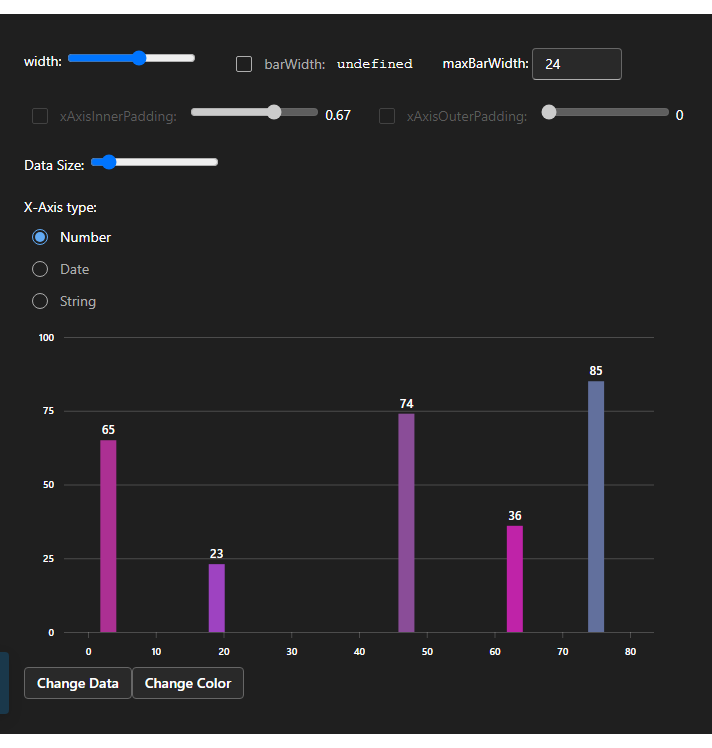 width: barWidth: undefined maxBarWidth: 24
xAxisInnerPadding: 0.67 xAxisOuterPadding: 0
Data Size:
X-Axis type:
Number
Date
String
100
85
75
74
65
50
36
25
23
0
0 10 20 30 40 50 60 70 80
Change Data Change Color